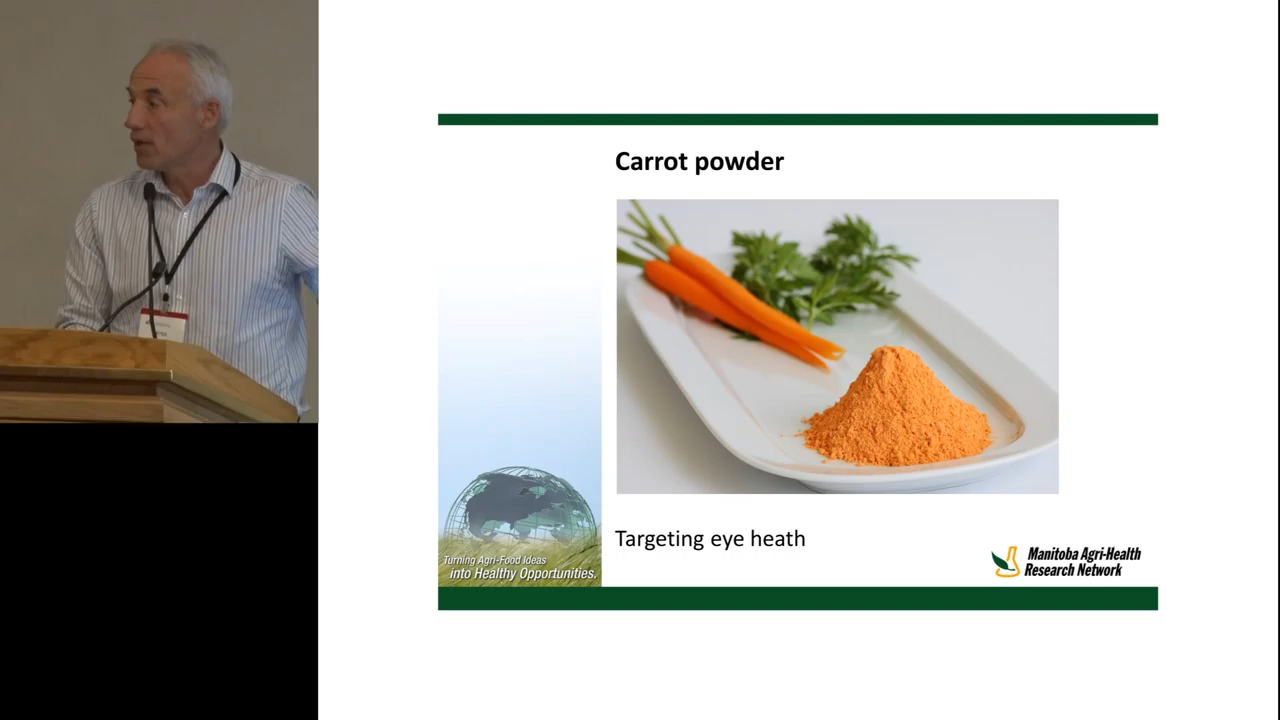 Carrot powder
Targeting eye heath
Turning Agri-Food Ideas
into Healthy Opportunities.
Manitoba Agri-Health
Research Network